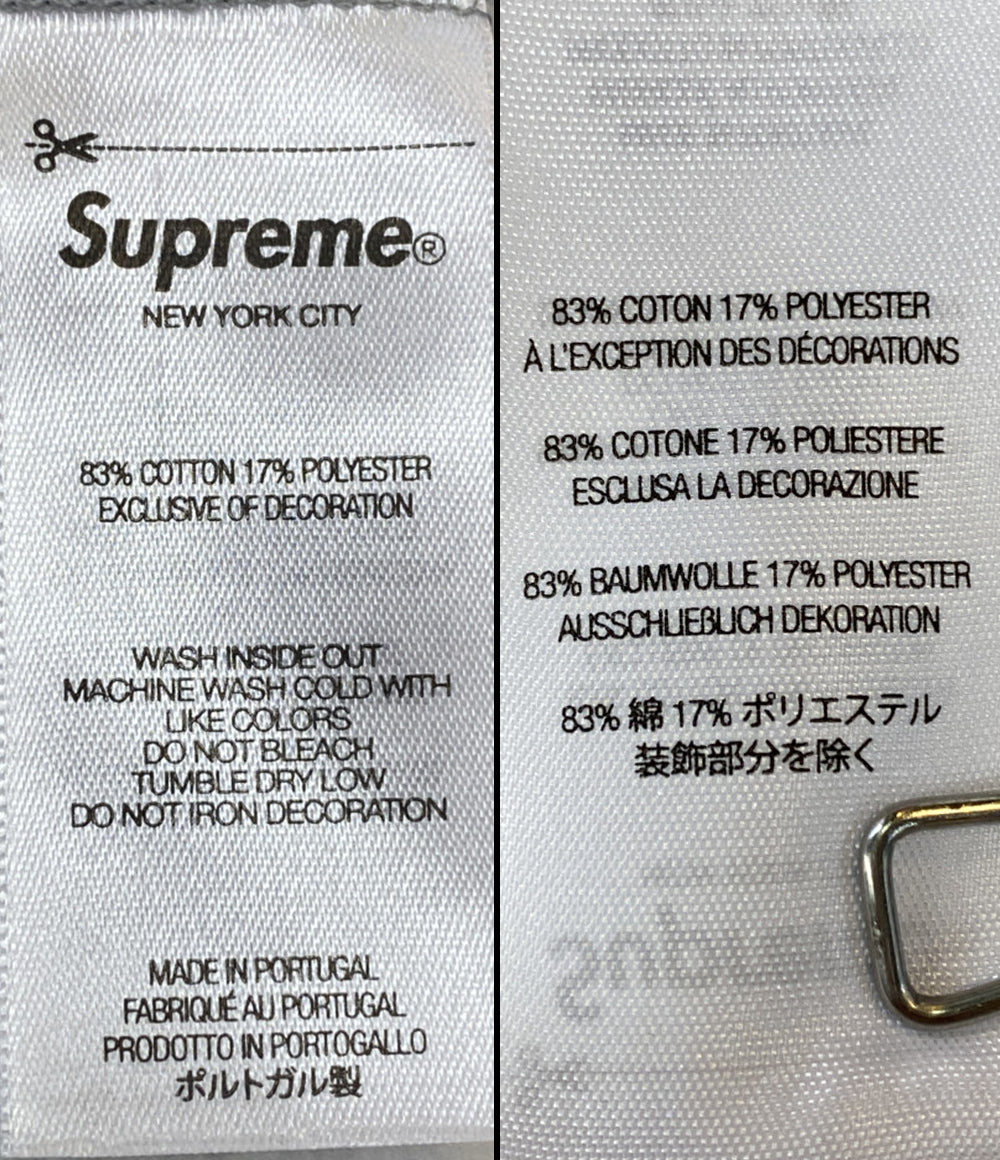 Supreme®
NEW YORK CITY
83% COTTON 17% POLYESTER
EXCLUSIVE OF DECORATION
WASH INSIDE OUT
MACHINE WASH COLD WITH
LIKE COLORS
DO NOT BLEACH
TUMBLE DRY LOW
DO NOT IRON DECORATION
MADE IN PORTUGAL
FABRIQUÉ AU PORTUGAL
PRODOTTO IN PORTOGALLO
ポルトガル製
83% COTON 17% POLYESTER
À L'EXCEPTION DES DÉCORATIONS
83% COTONE 17% POLIESTERE
ESCLUSA LA DECORAZIONE
83% BAUMWOLLE 17% POLYESTER
AUSSCHLIEßLICH DEKORATION
83% 綿 17% ポリエステル
装飾部分を除く